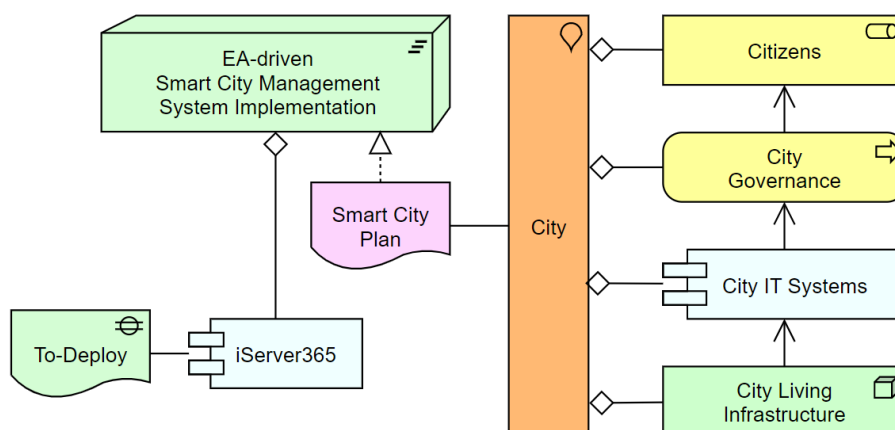 EA-driven
Smart City Management
System Implementation
Smart City
Plan
To-Deploy
iServer365
City
Citizens
City
Governance
City IT Systems
City Living
Infrastructure